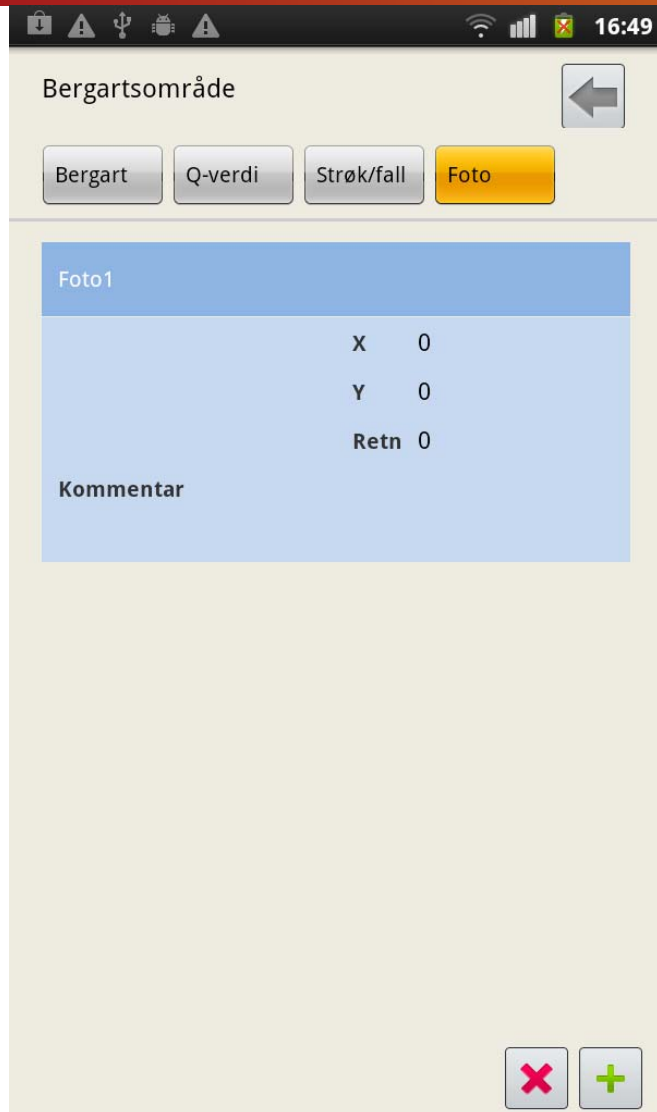 16:49
Bergartsområde
Bergart Q-verdi Strøk/fall Foto
Foto1
X 0
Y 0
Retn 0
Kommentar